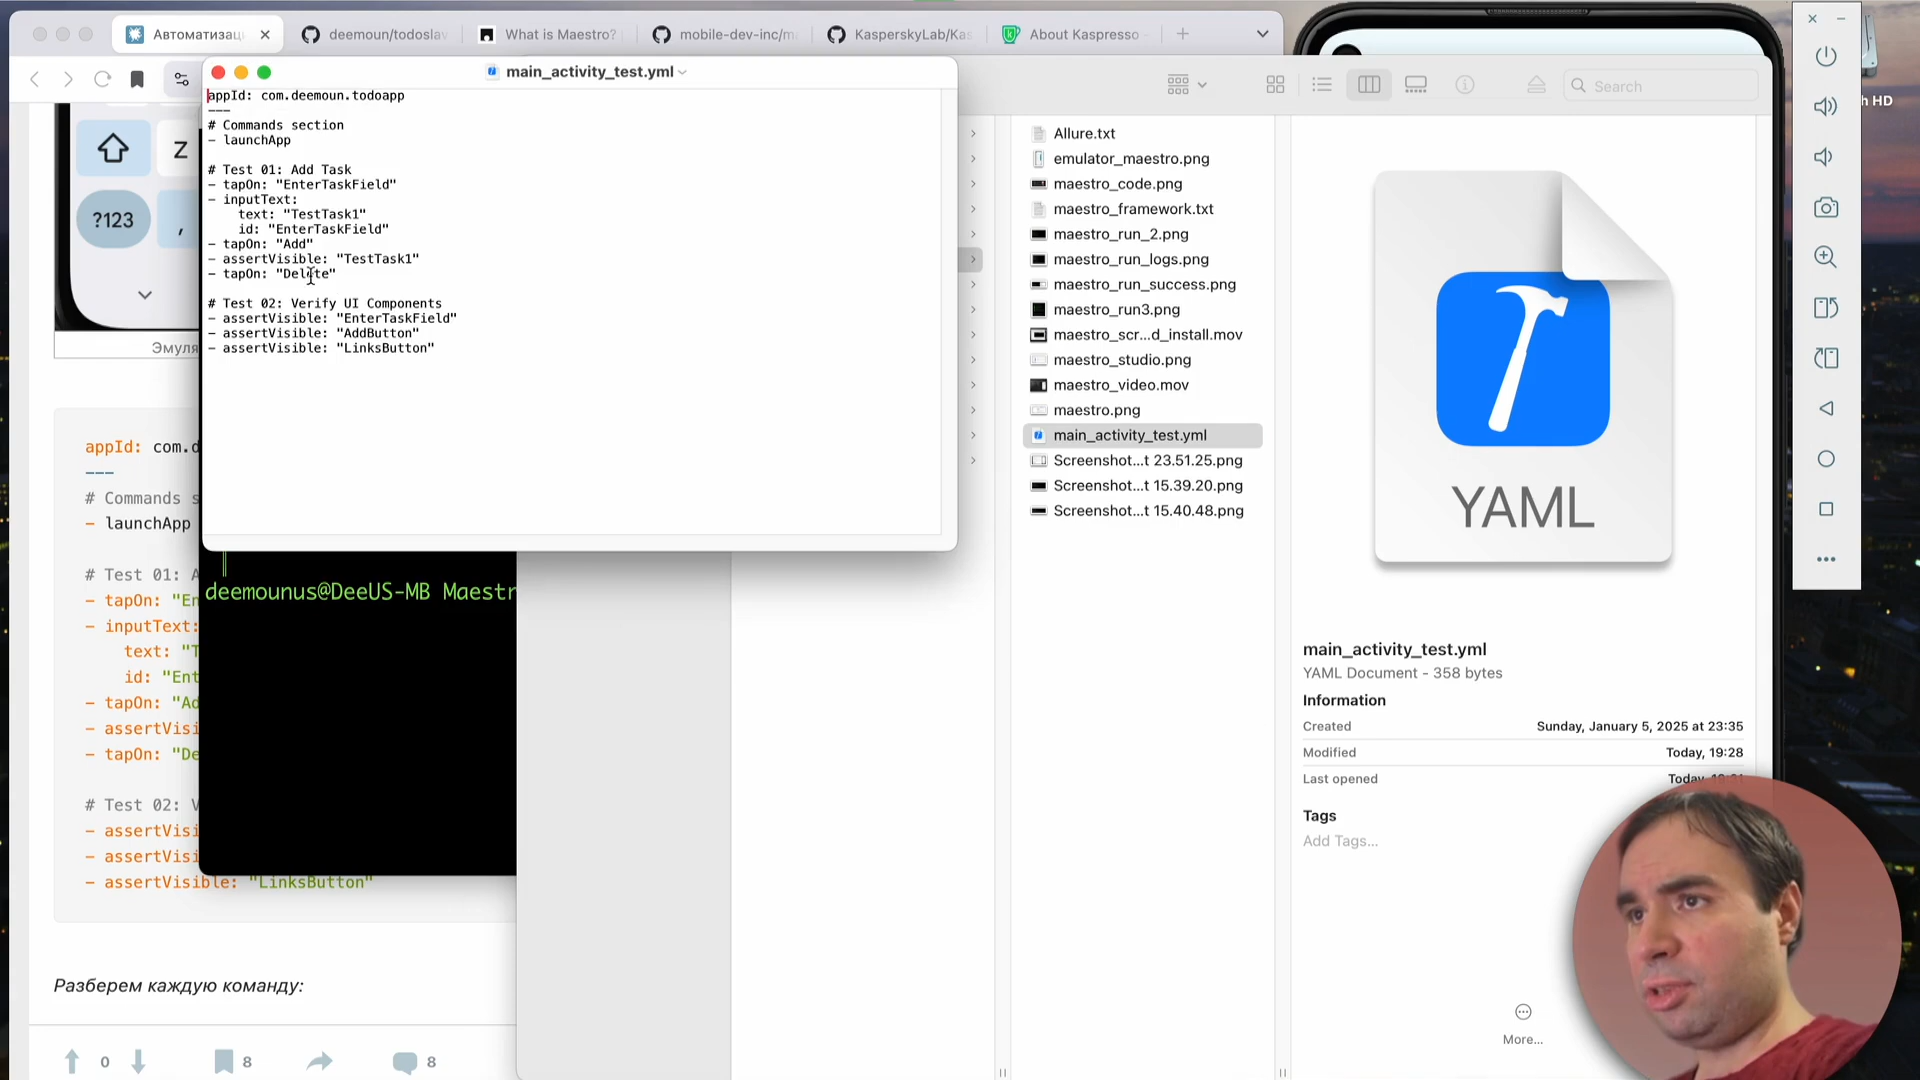 Автоматизац
deemoun/todoslav
What is Maestro?
mobile-dev-inc/m
KasperskyLab/Kas
About Kaspresso
main_activity_test.yml
appId: com.deemoun.todoapp
---
# Commands section
- launchApp
# Test 01: Add Task
- tapOn: "EnterTaskField"
- inputText:
text: "TestTask1"
id: "EnterTaskField"
- tapOn: "Add"
- assertVisible: "TestTask1"
- tapOn: "Delete"
# Test 02: Verify UI Components
- assertVisible: "EnterTaskField"
- assertVisible: "AddButton"
- assertVisible: "LinksButton"
Z
?123
,
Эмуля
appId: com.d
---
# Commands s
- launchApp
# Test 01: A
- tapOn: "En
- inputText:
text: "T
id: "Ent
- tapOn: "Ad
- assertVisi
- tapOn: "De
# Test 02: V
- assertVisi
- assertVisi
- assertVisible: "LinksButton"
Разберем каждую команду:
0
8
8
deemounus@DeeUS-MB Maestr
Search
Allure.txt
emulator_maestro.png
maestro_code.png
maestro_framework.txt
maestro_run_2.png
maestro_run_logs.png
maestro_run_success.png
maestro_run3.png
maestro_scr...d_install.mov
maestro_studio.png
maestro_video.mov
maestro.png
main_activity_test.yml
Screenshot...t 23.51.25.png
Screenshot...t 15.39.20.png
Screenshot...t 15.40.48.png
YAML
main_activity_test.yml
YAML Document - 358 bytes
Information
Created Sunday, January 5, 2025 at 23:35
Modified Today, 19:28
Last opened Today,
Tags
Add Tags...
More...
h HD